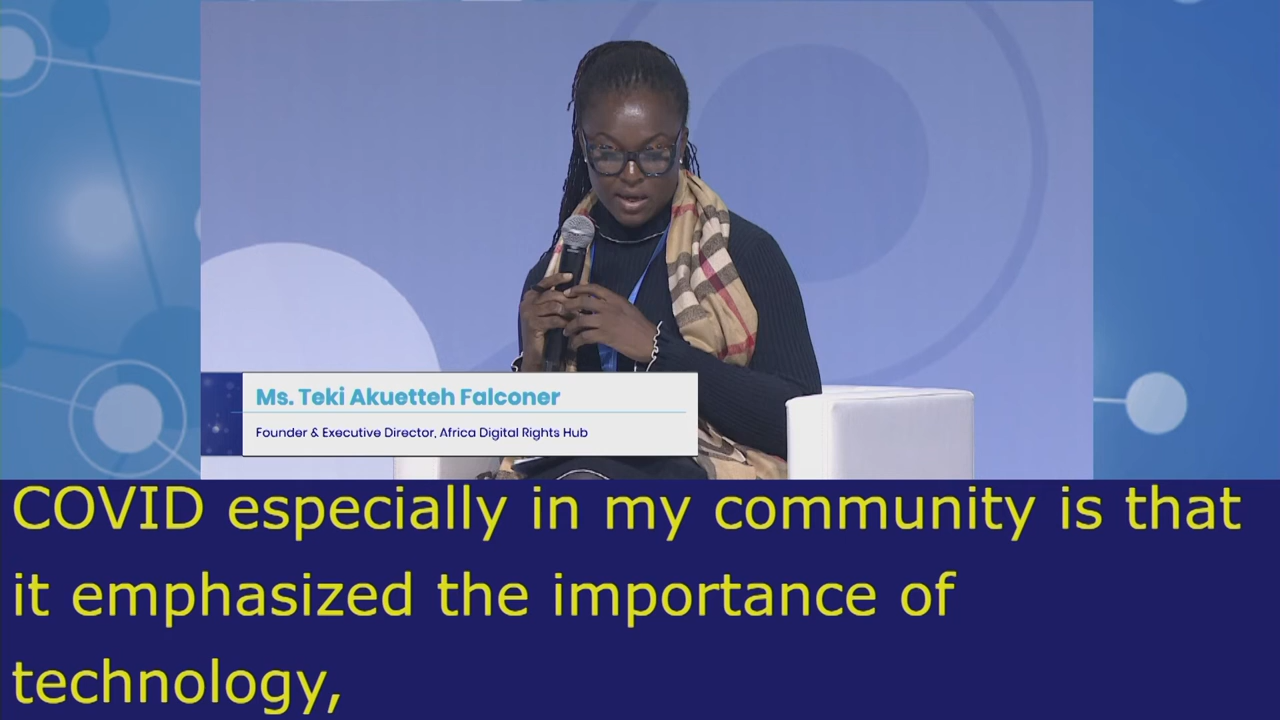 Ms. Teki Akuetteh Falconer
Founder & Executive Director, Africa Digital Rights Hub
COVID especially in my community is that
it emphasized the importance of
technology,